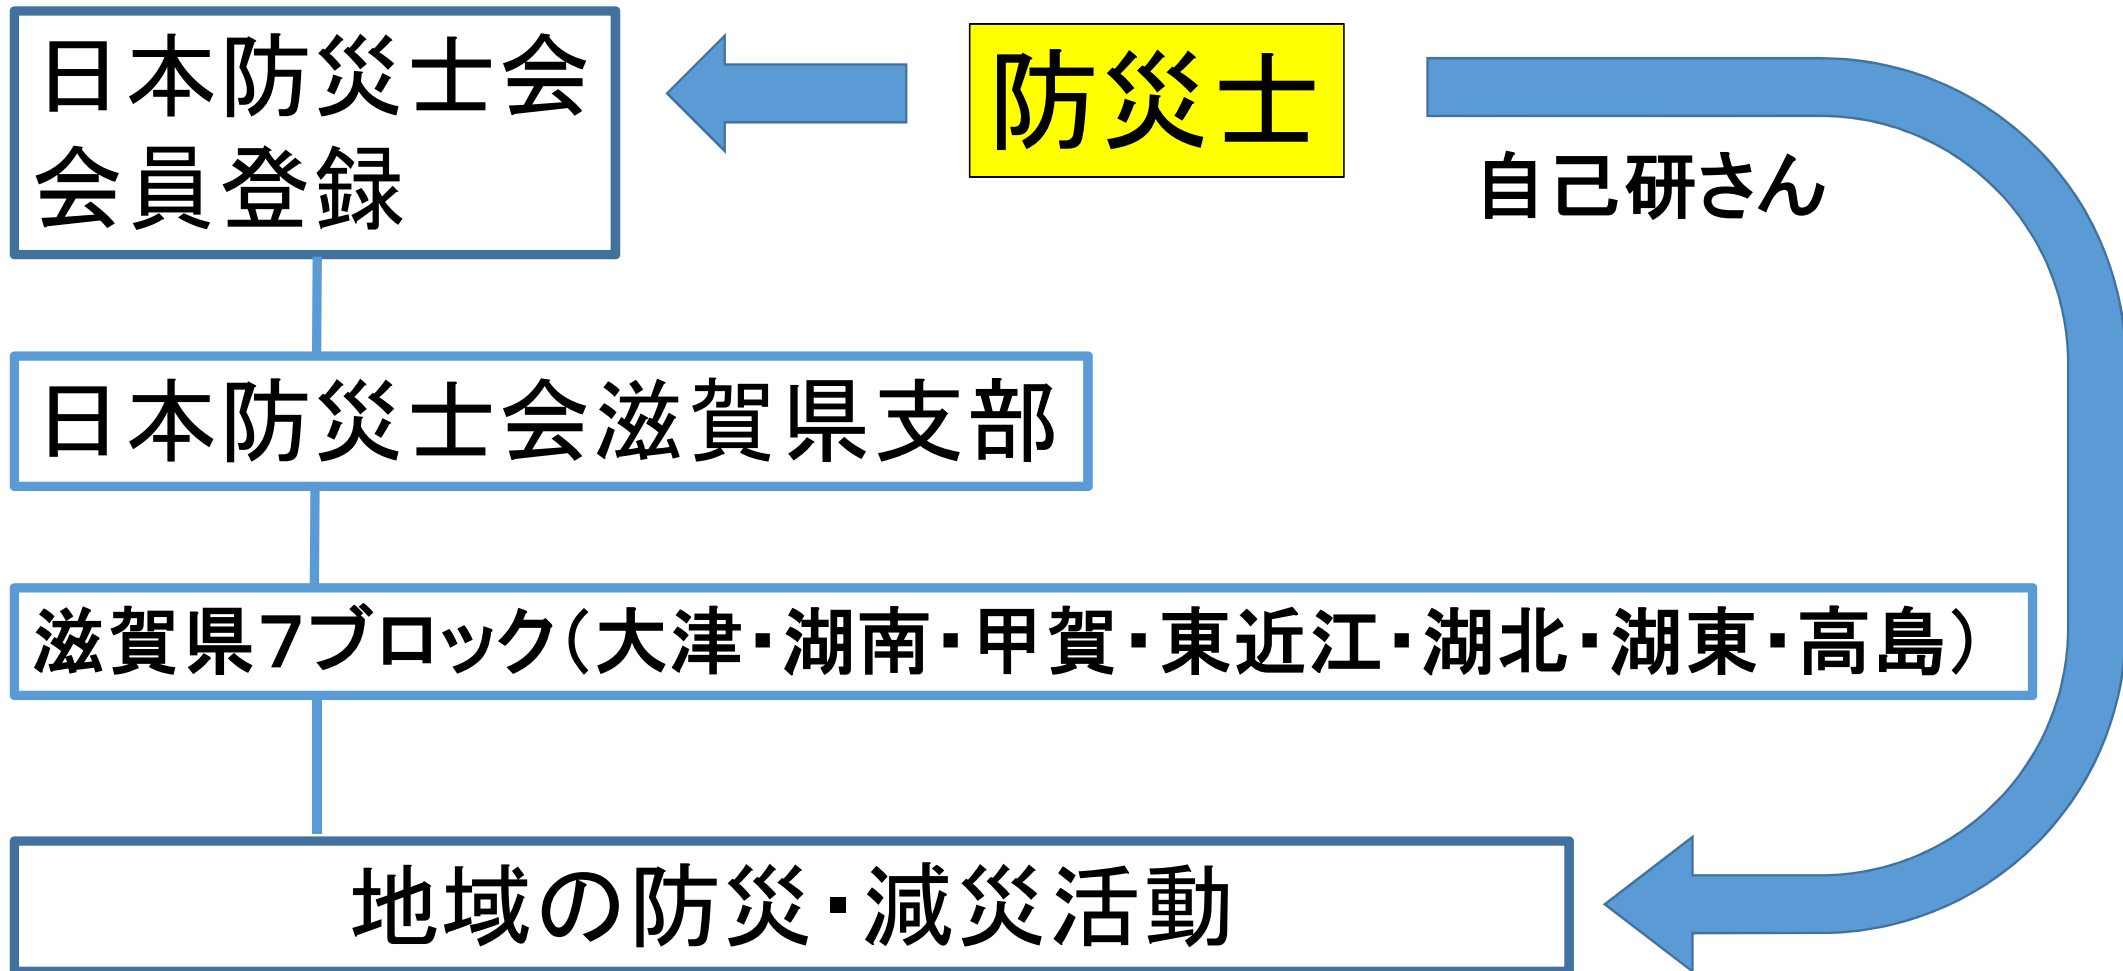 日本防災士会
会員登録
防災士
自己研さん
日本防災士会滋賀県支部
滋賀県7ブロック（大津・湖南・甲賀・東近江・湖北・湖東・高島）
地域の防災・減災活動